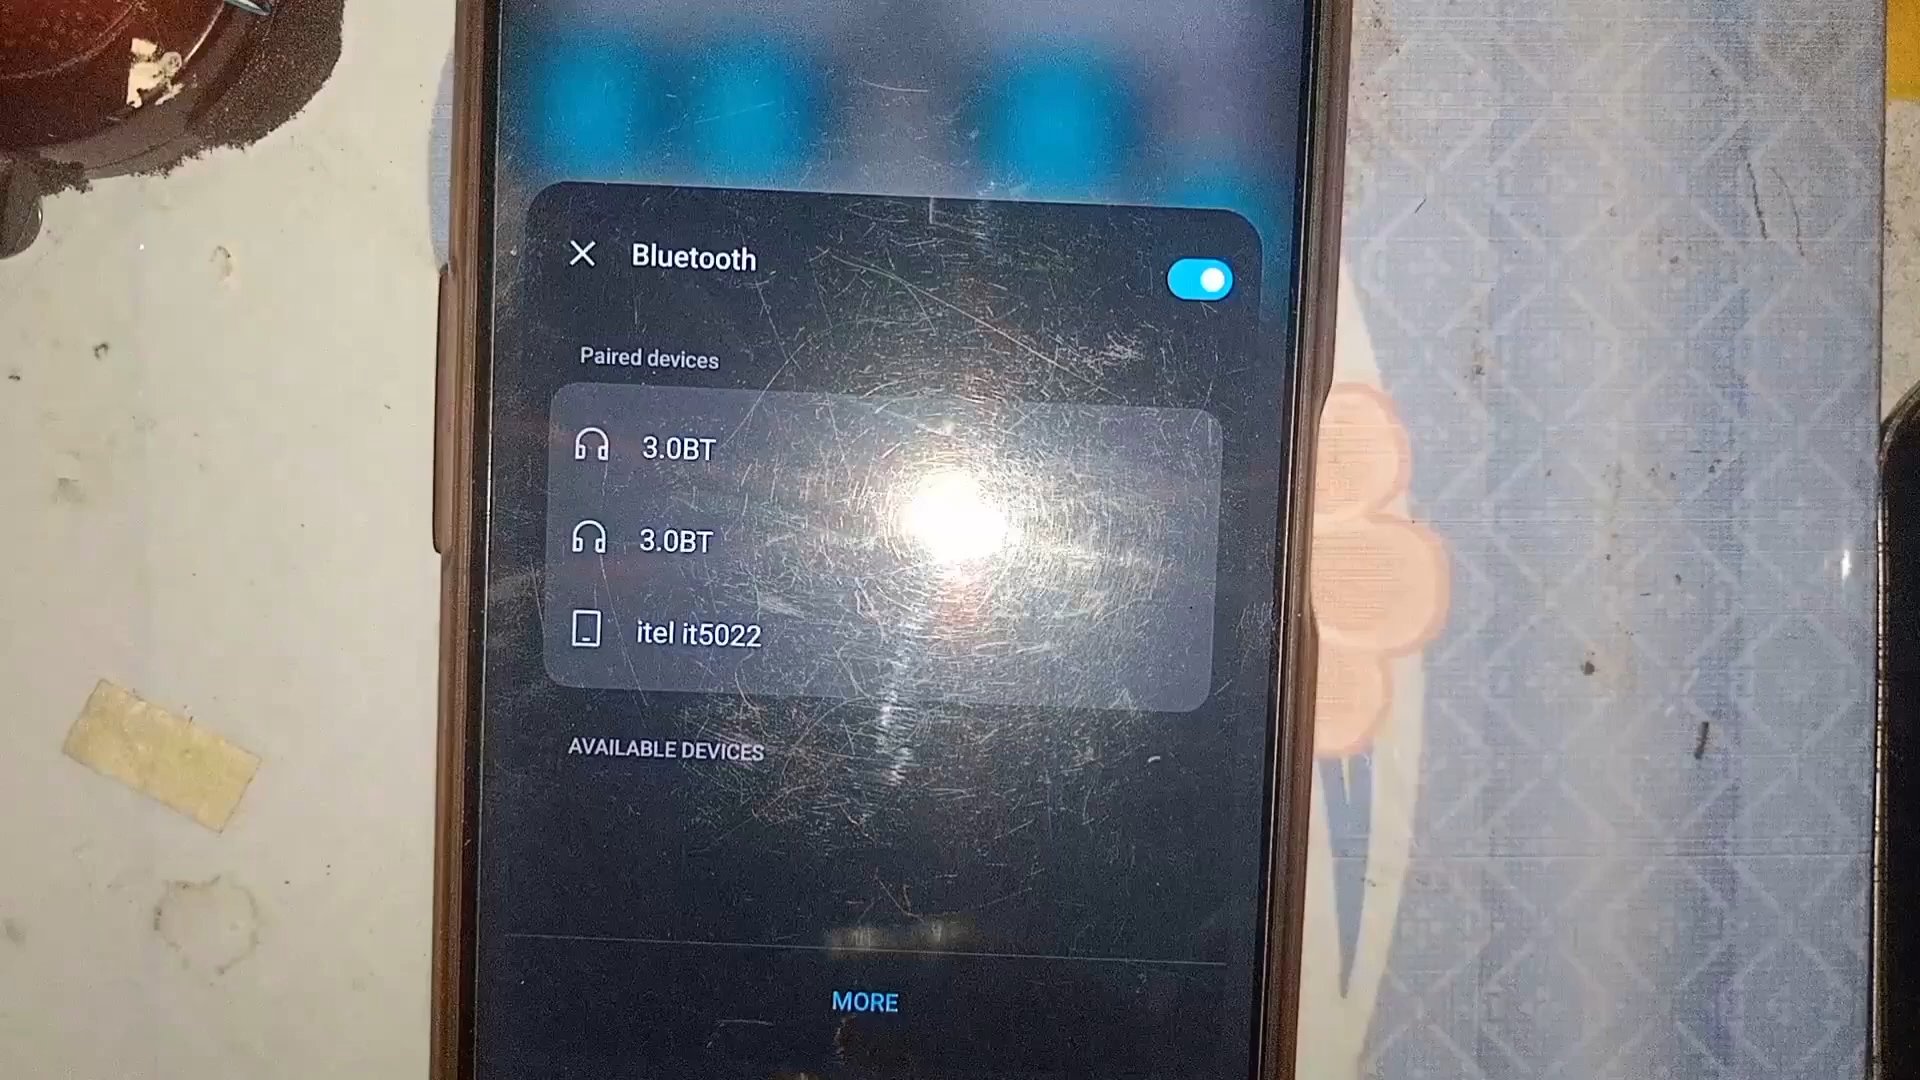 Bluetooth
Paired devices
3.0BT
3.0BT
itel it5022
AVAILABLE DEVICES
MORE